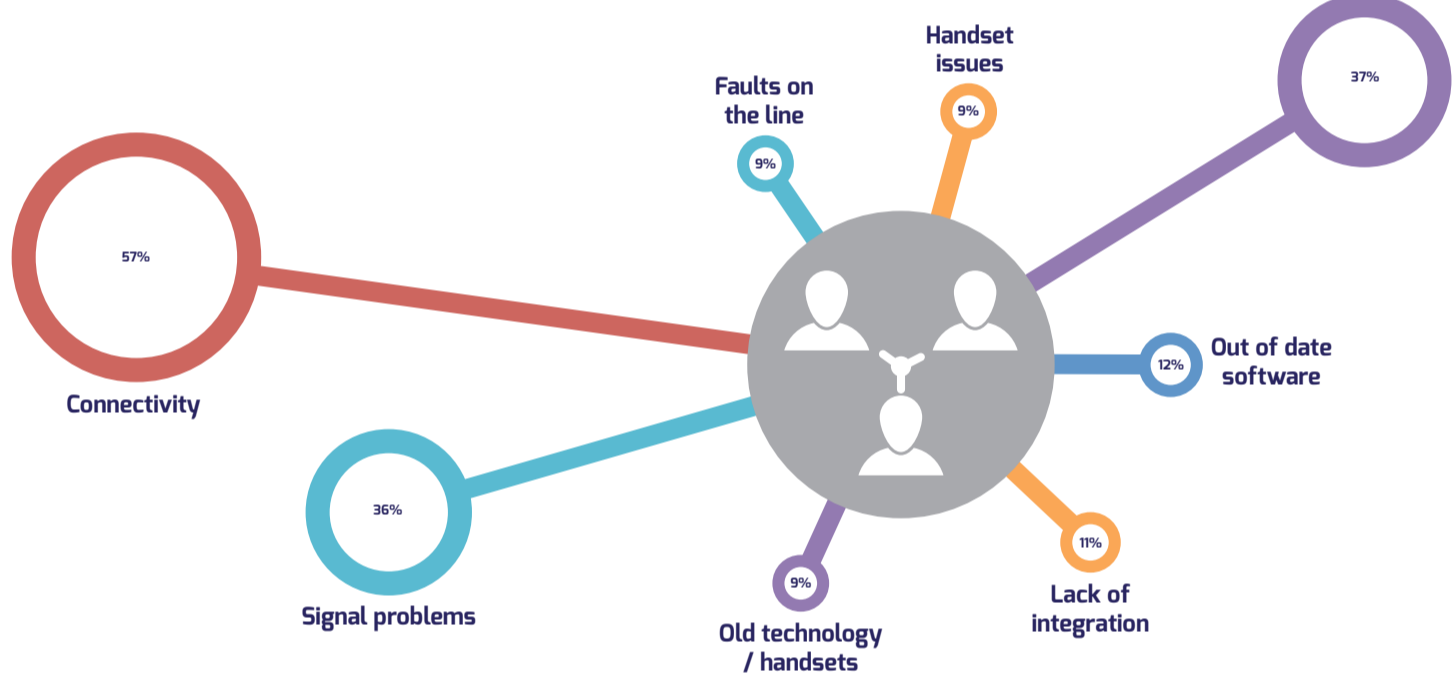 Handset
issues
9%
37%
Faults on
the line
9%
57%
Connectivity
Out of date
software
12%
36%
Signal problems
11%
Lack of
integration
9%
Old technology
/ handsets